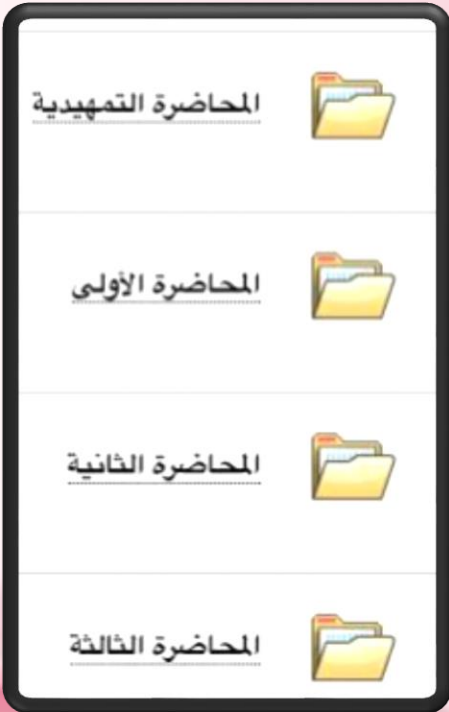 المحاضرة التمهيدية
المحاضرة الأولى
المحاضرة الثانية
المحاضرة الثالثة